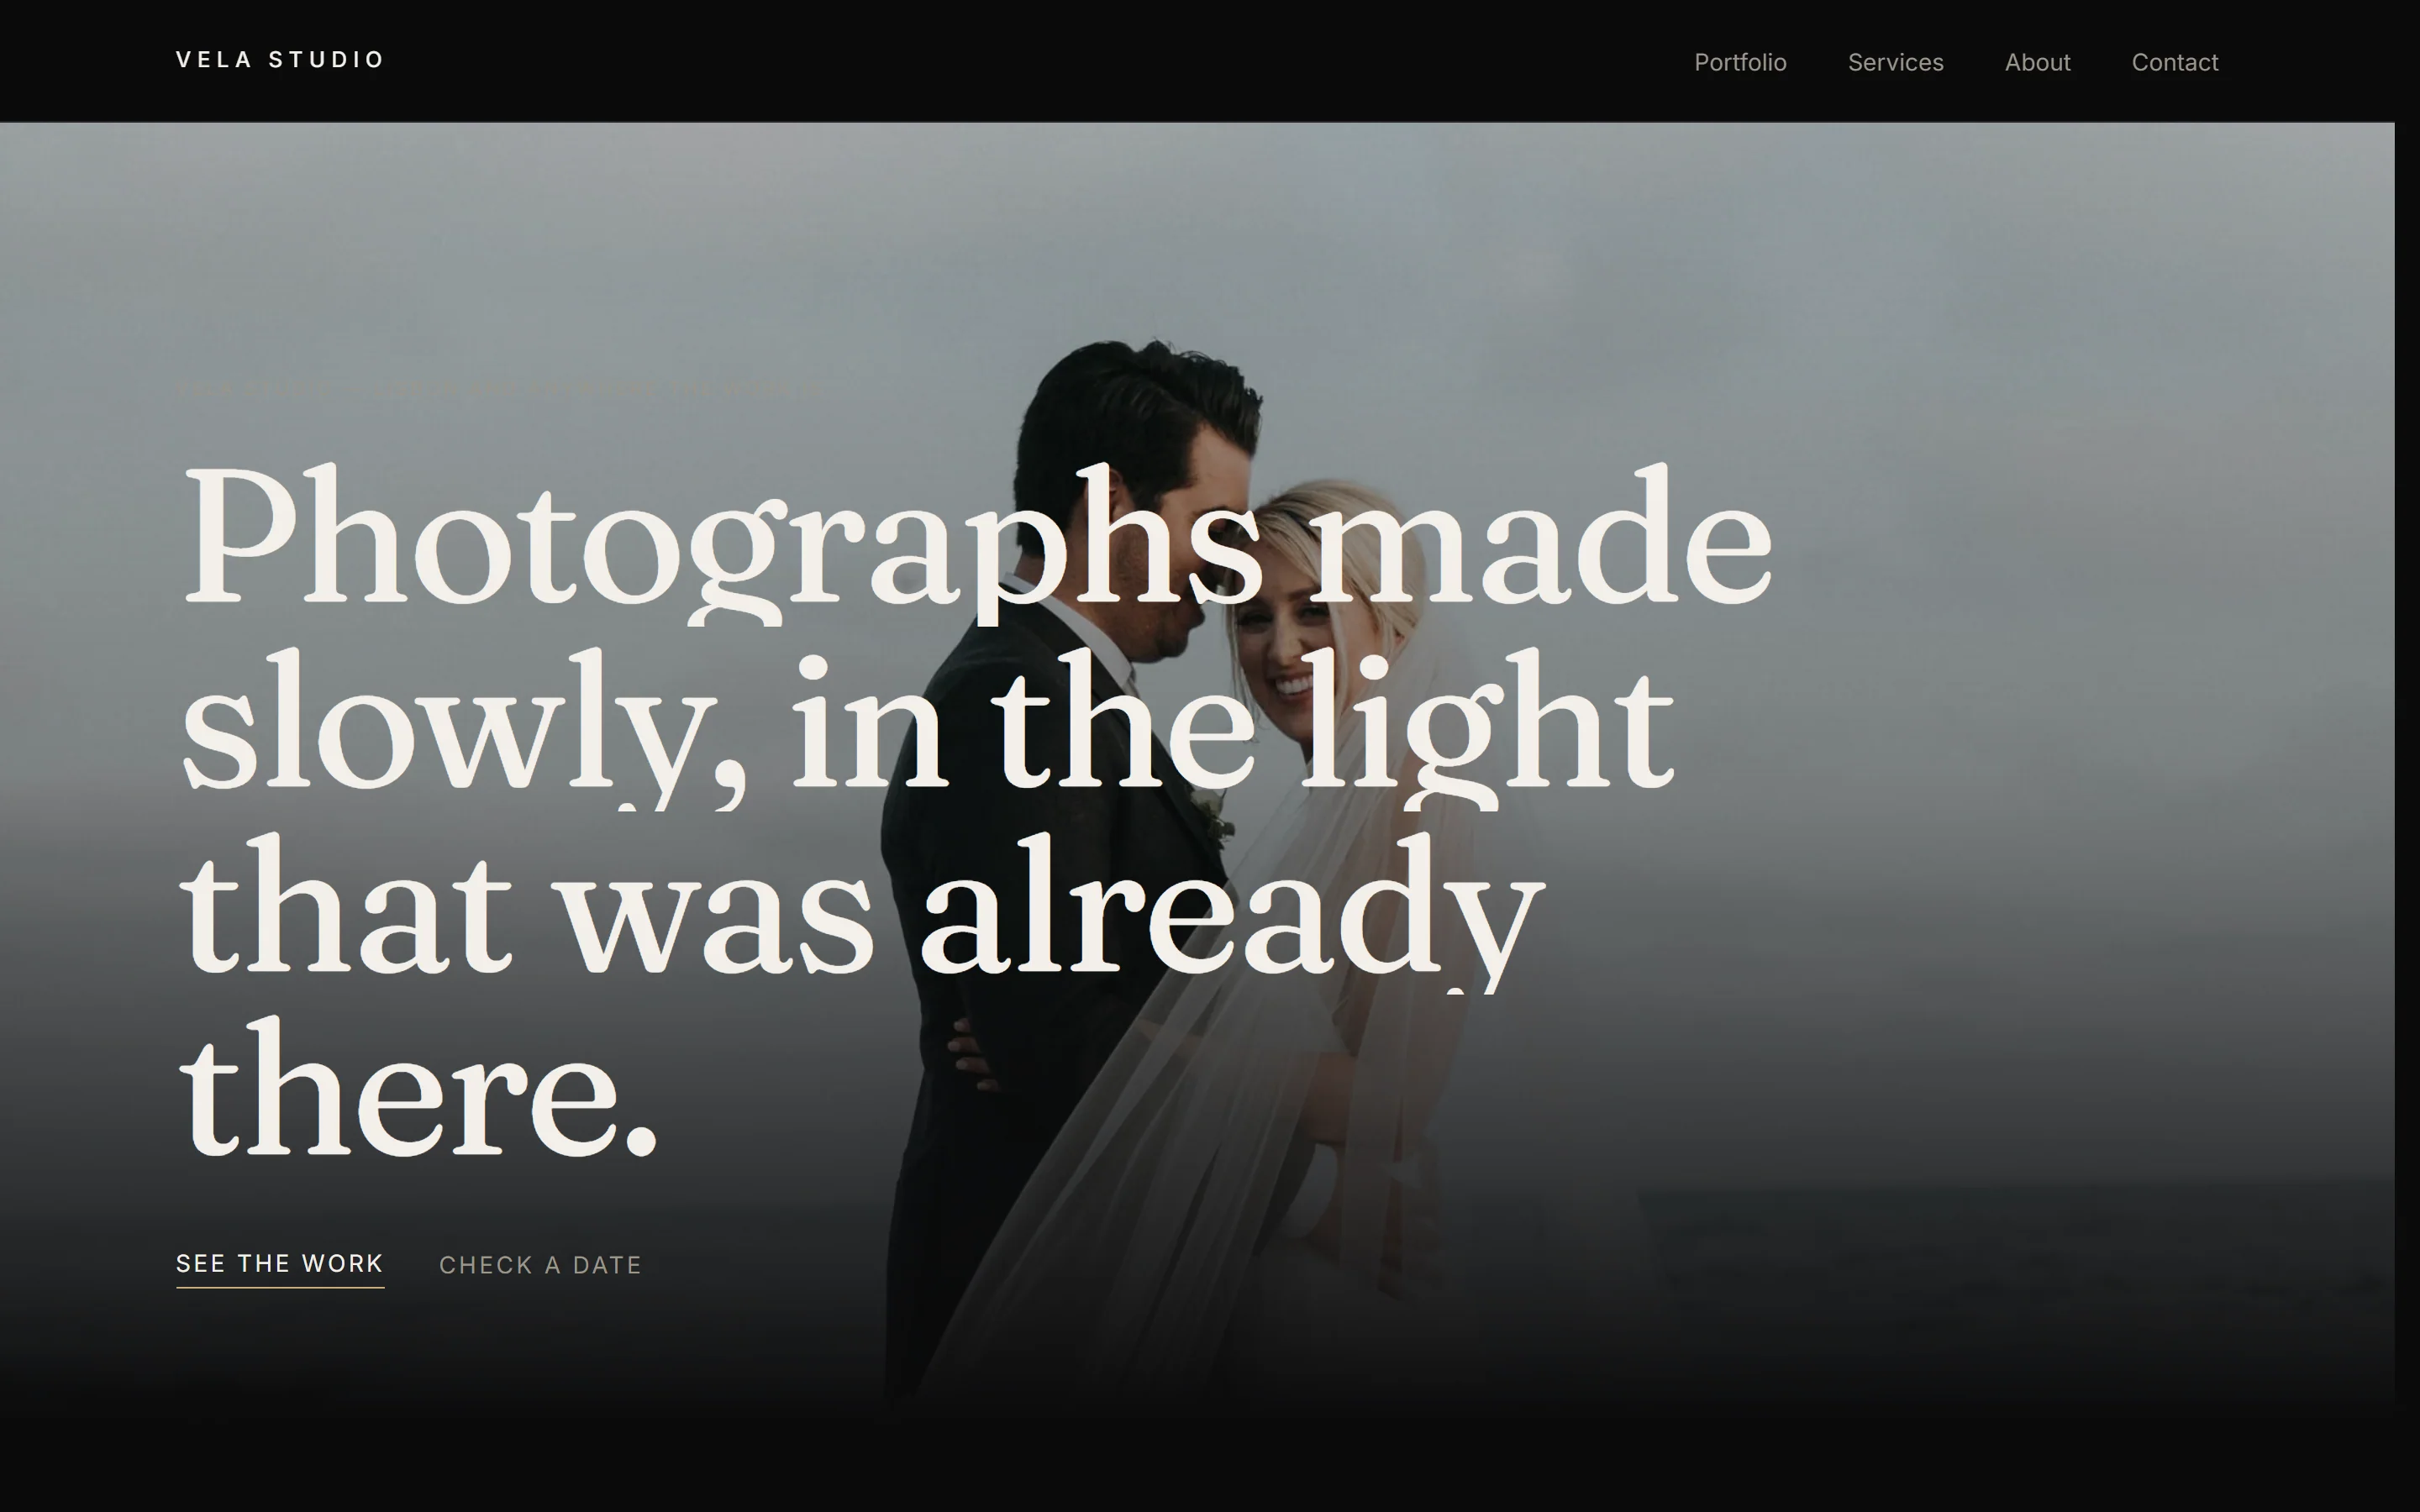 VELA STUDIO
Portfolio Services About Contact
Photographs made
slowly, in the light
that was already
there.
SEE THE WORK CHECK A DATE